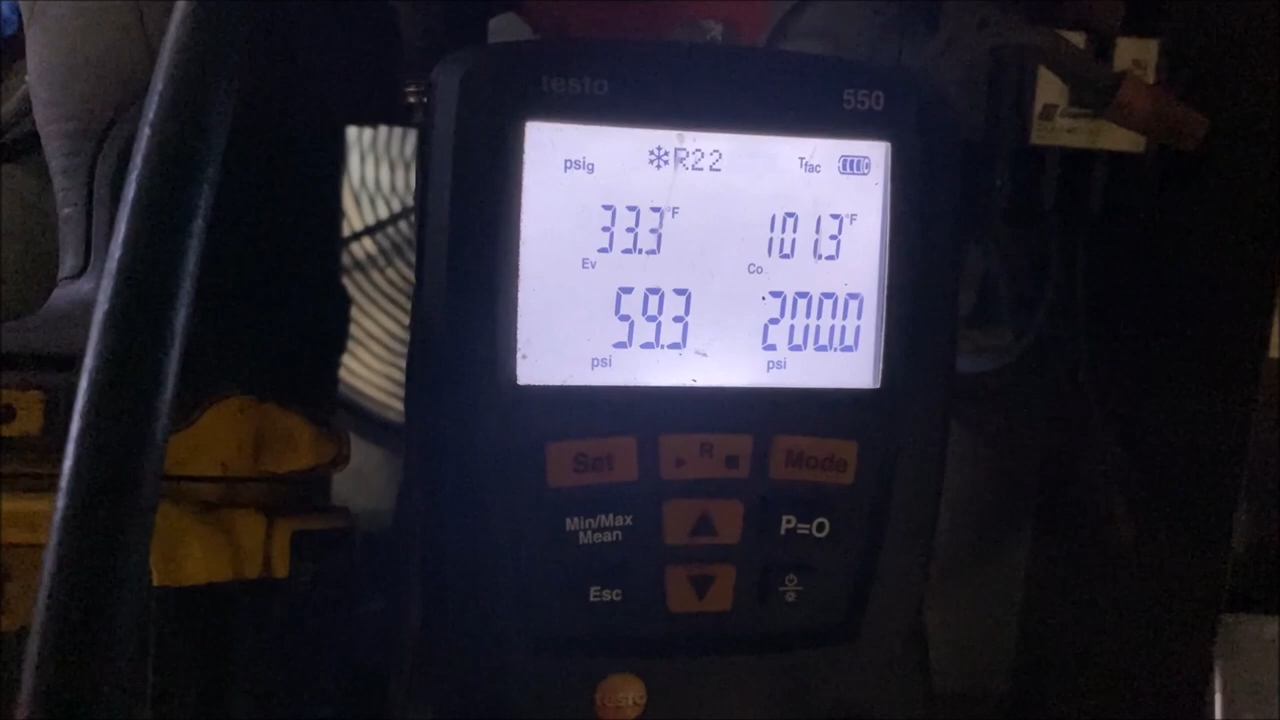 testo 550
psig ❄R22 Tfac
33.3 °F 101.3 °F
Ev Co
59.3 200.0
psi psi
Set R Mode
Min/Max P=O
Mean
Esc
testo